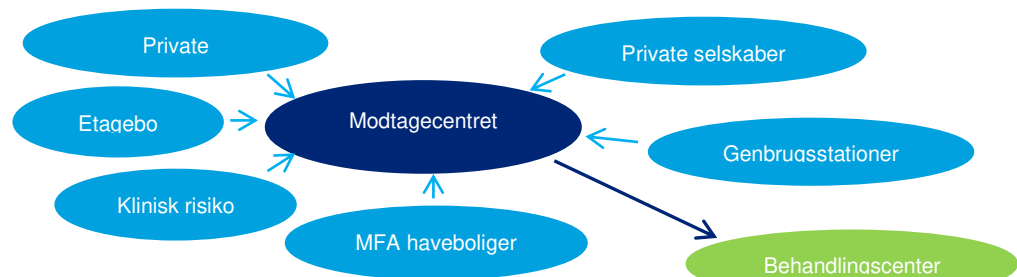 Private
Private selskaber
Etagebo
Modtagecentret
Genbrugsstationer
Klinisk risiko
MFA haveboliger
Behandlingscenter